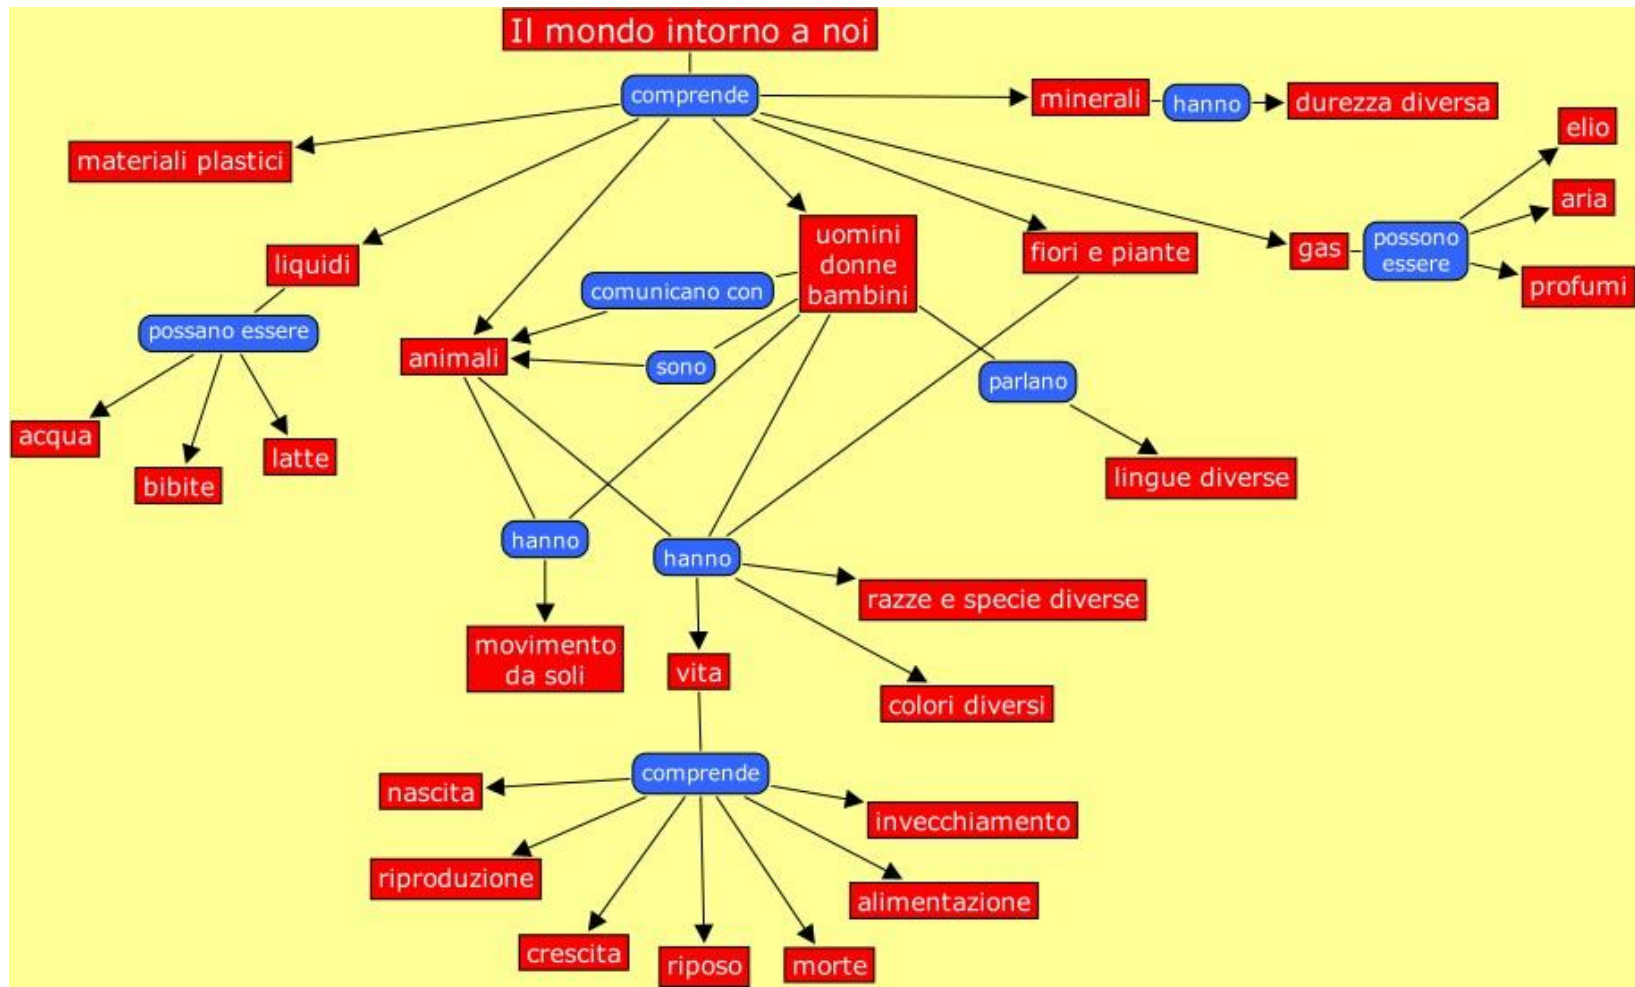 Il mondo intorno a noi
comprende
minerali
hanno
durezza diversa
elio
materiali plastici
aria
uomini
donne
bambini
fiori e piante
gas
possono
essere
profumi
liquidi
comunicano con
possano essere
animali
sono
parlano
acqua
bibite
latte
lingue diverse
hanno
hanno
razze e specie diverse
movimento
da soli
vita
colori diversi
comprende
nascita
invecchiamento
riproduzione
alimentazione
crescita
riposo
morte